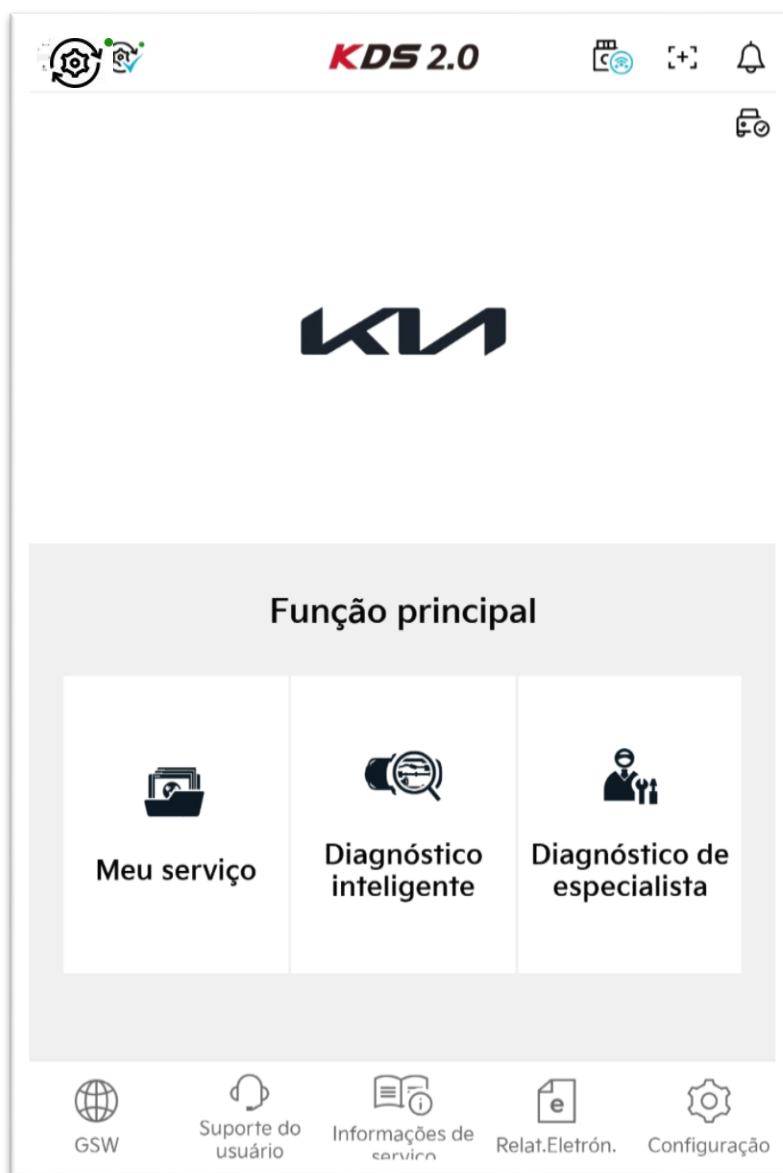 KDS 2.0
KIA
Função principal
Meu serviço
Diagnóstico
inteligente
Diagnóstico de
especialista
GSW
Suporte do
usuário
Informações de
serviço
e
Relat.Eletrón.
Configuração